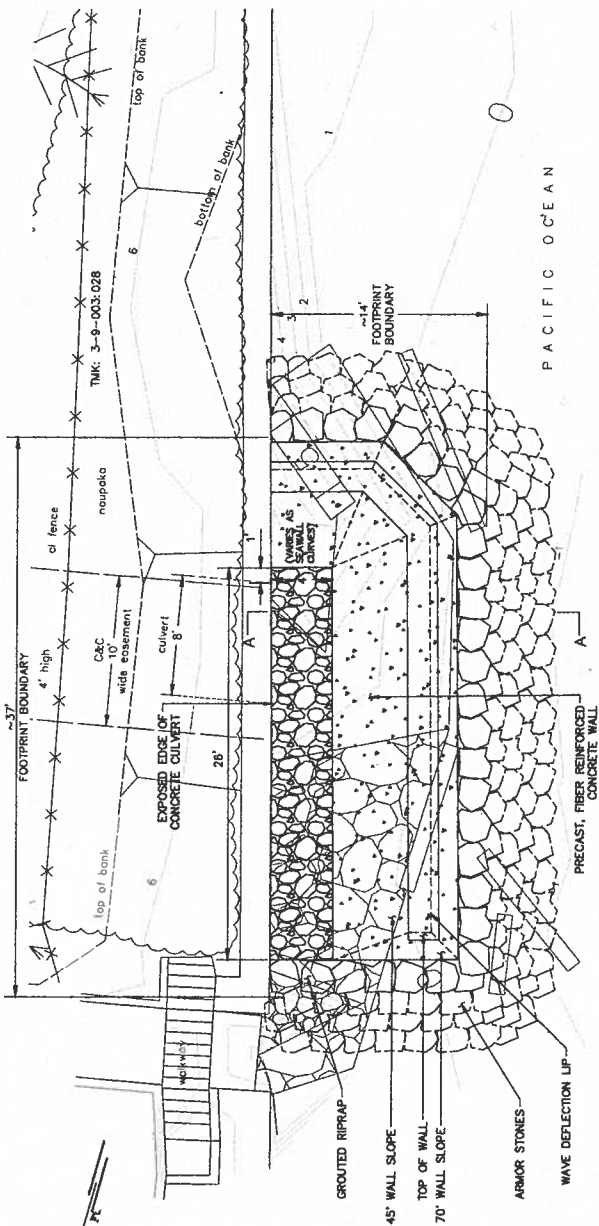 ~37'
FOOTPRINT BOUNDARY
4' high
cl fence
TMK: 3-9-003:028
top of bank
naupaka
C&C
10'
wide easement
top of bank
6
6
bottom of bank
culvert
8'
EXPOSED EDGE OF
CONCRETE CULVERT
28'
walkway
A
1'
(VARIES AS
SEAWALL
CURVES)
4
3
2
1
0
~14'
FOOTPRINT
BOUNDARY
PACIFIC OCEAN
GROUTED RIPRAP
45° WALL SLOPE
TOP OF WALL
70° WALL SLOPE
ARMOR STONES
WAVE DEFLECTION LIP
PRECAST, FIBER REINFORCED
CONCRETE WALL
A